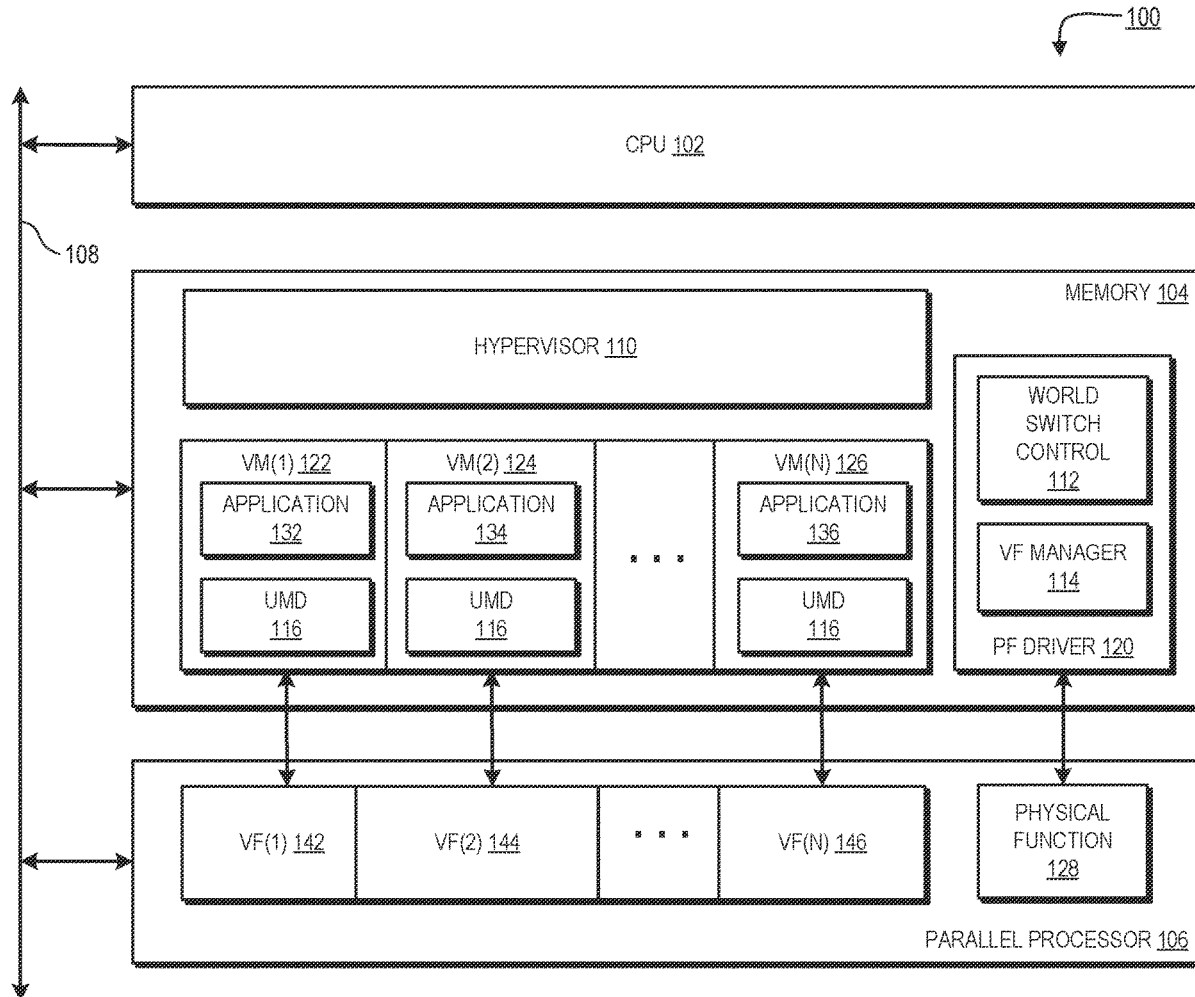 100
CPU 102
108
MEMORY 104
HYPERVISOR 110
WORLD
SWITCH
CONTROL
112
VM(1) 122
VM(2) 124
VM(N) 126
APPLICATION
132
APPLICATION
134
. . .
APPLICATION
136
VF MANAGER
114
UMD
116
UMD
116
UMD
116
PF DRIVER 120
VF(1) 142
VF(2) 144
. . .
VF(N) 146
PHYSICAL
FUNCTION
128
PARALLEL PROCESSOR 106